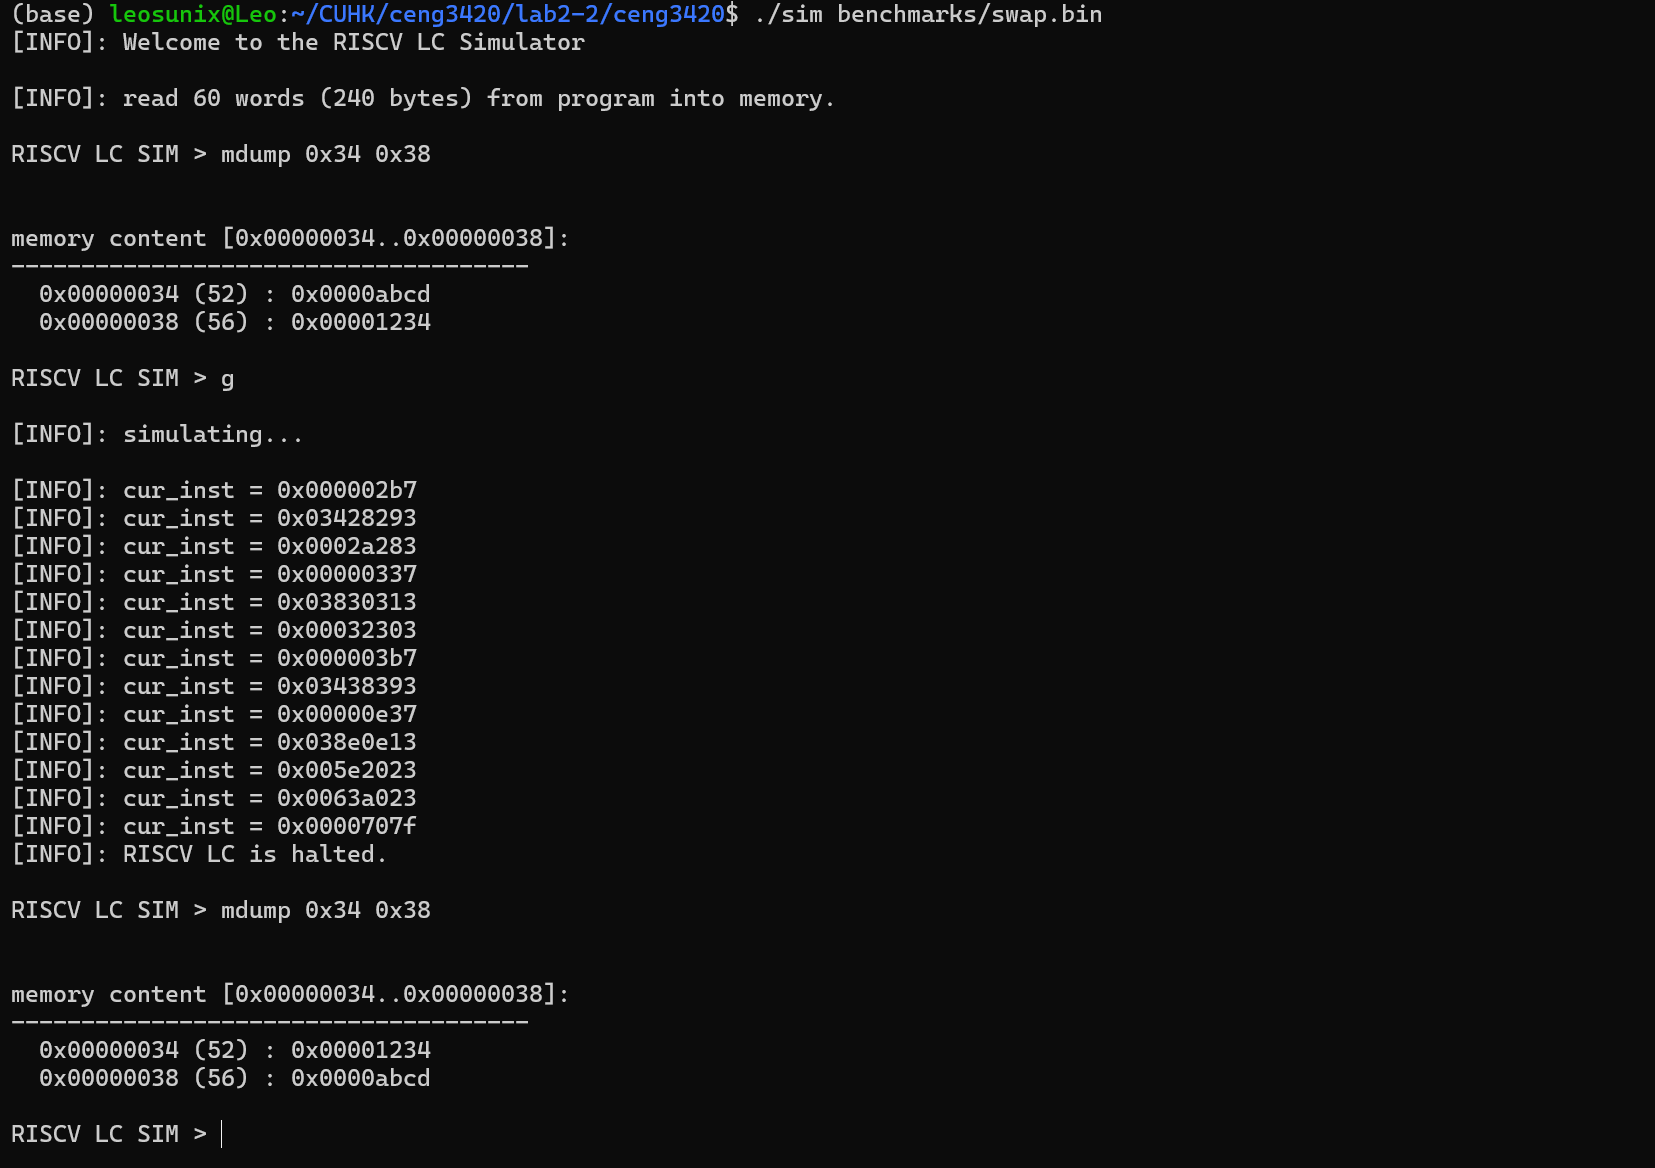 (base) leosunix@Leo:~/CUHK/ceng3420/lab2-2/ceng3420$ ./sim benchmarks/swap.bin
[INFO]: Welcome to the RISCV LC Simulator
[INFO]: read 60 words (240 bytes) from program into memory.
RISCV LC SIM > mdump 0x34 0x38
memory content [0x00000034..0x00000038]:
-------------------------------------
0x00000034 (52) : 0x0000abcd
0x00000038 (56) : 0x00001234
RISCV LC SIM > g
[INFO]: simulating...
[INFO]: cur_inst = 0x000002b7
[INFO]: cur_inst = 0x03428293
[INFO]: cur_inst = 0x0002a283
[INFO]: cur_inst = 0x00000337
[INFO]: cur_inst = 0x03830313
[INFO]: cur_inst = 0x00032303
[INFO]: cur_inst = 0x000003b7
[INFO]: cur_inst = 0x03438393
[INFO]: cur_inst = 0x00000e37
[INFO]: cur_inst = 0x038e0e13
[INFO]: cur_inst = 0x005e2023
[INFO]: cur_inst = 0x0063a023
[INFO]: cur_inst = 0x0000707f
[INFO]: RISCV LC is halted.
RISCV LC SIM > mdump 0x34 0x38
memory content [0x00000034..0x00000038]:
-------------------------------------
0x00000034 (52) : 0x00001234
0x00000038 (56) : 0x0000abcd
RISCV LC SIM >